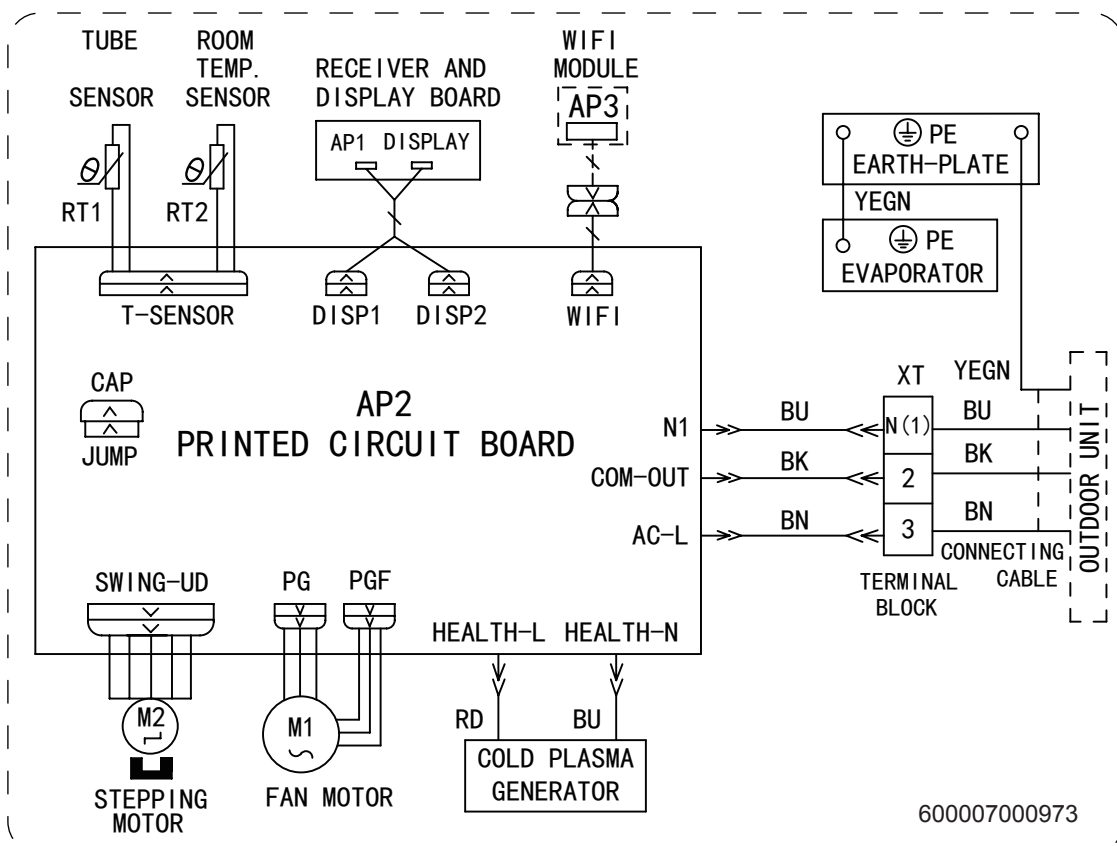 TUBE
SENSOR
ROOM
TEMP.
SENSOR
RECEIVER AND
DISPLAY BOARD
WIFI
MODULE
AP3
AP1 DISPLAY
θ
RT1
θ
RT2
PE
EARTH-PLATE
YEGN
PE
EVAPORATOR
T-SENSOR
DISP1
DISP2
WIFI
CAP
JUMP
AP2
PRINTED CIRCUIT BOARD
N1
COM-OUT
AC-L
BU
BK
BN
XT
N(1)
2
3
TERMINAL
BLOCK
YEGN
BU
BK
BN
CONNECTING
CABLE
OUTDOOR UNIT
SWING-UD
PG
PGF
HEALTH-L
HEALTH-N
M2
STEPPING
MOTOR
M1
FAN MOTOR
RD
BU
COLD PLASMA
GENERATOR
600007000973